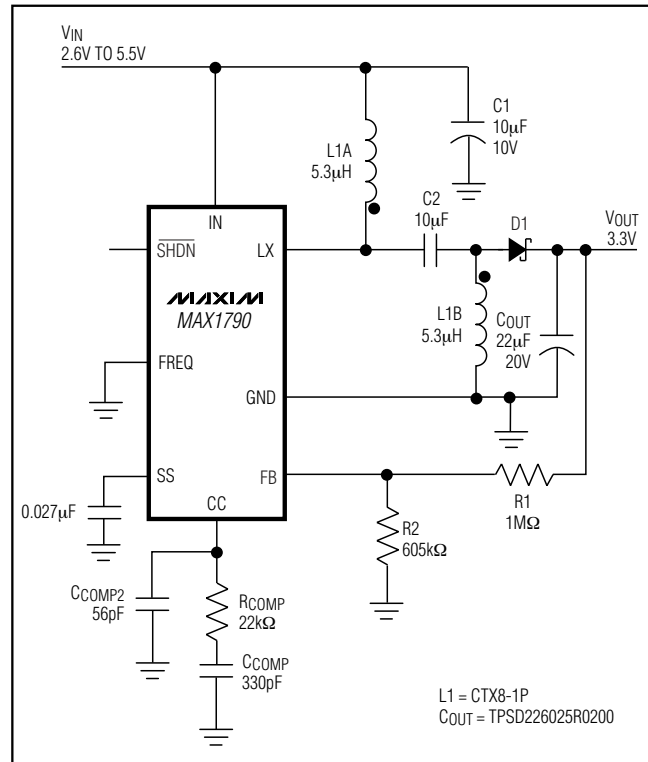 VIN
2.6V TO 5.5V
C1
10µF
10V
L1A
5.3µH
C2
10µF
D1
VOUT
3.3V
IN
SHDN
LX
MAXIM
MAX1790
L1B
5.3µH
COUT
22µF
20V
FREQ
GND
SS
FB
CC
0.027µF
R1
1MΩ
R2
605kΩ
CCOMP2
56pF
RCOMP
22kΩ
CCOMP
330pF
L1 = CTX8-1P
COUT = TPSD226025R0200